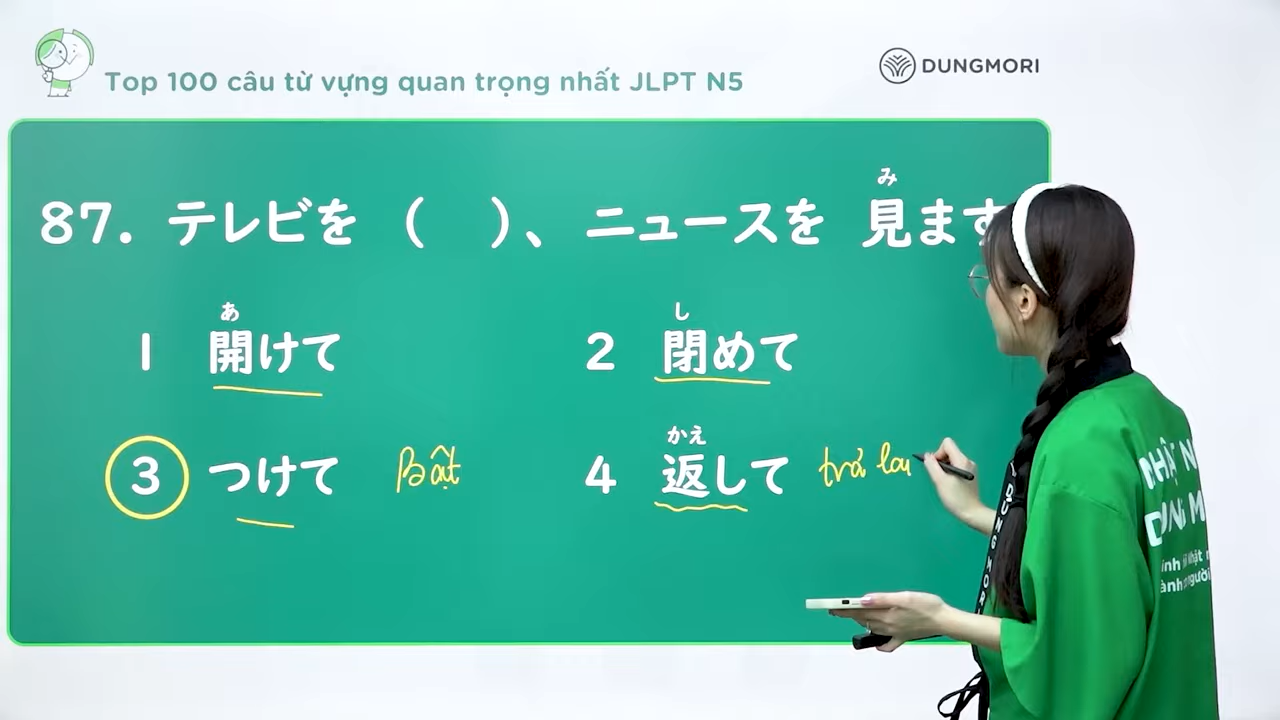 Top 100 câu từ vựng quan trọng nhất JLPT N5
DUNGMORI
み
87. テレビを ( )、 ニュースを 見ます
あ
し
1 開けて 2 閉めて
かえ
3 つけて Bật 4 返して trả lại